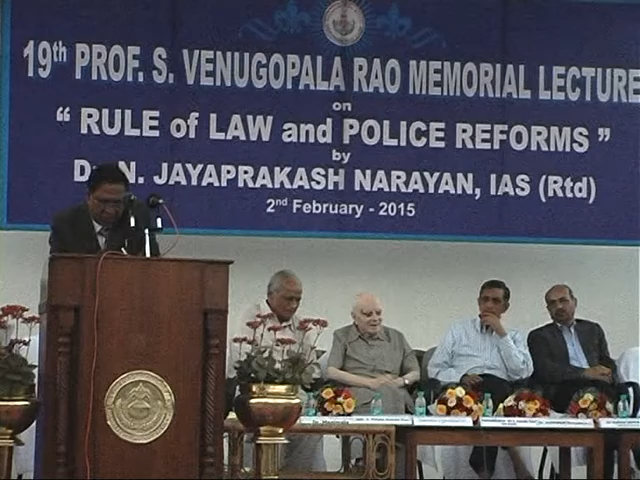 19th PROF. S. VENUGOPALA RAO MEMORIAL LECTURE
on
“ RULE of LAW and POLICE REFORMS ”
by
Dr. N. JAYAPRAKASH NARAYAN, IAS (Rtd)
2nd February - 2015